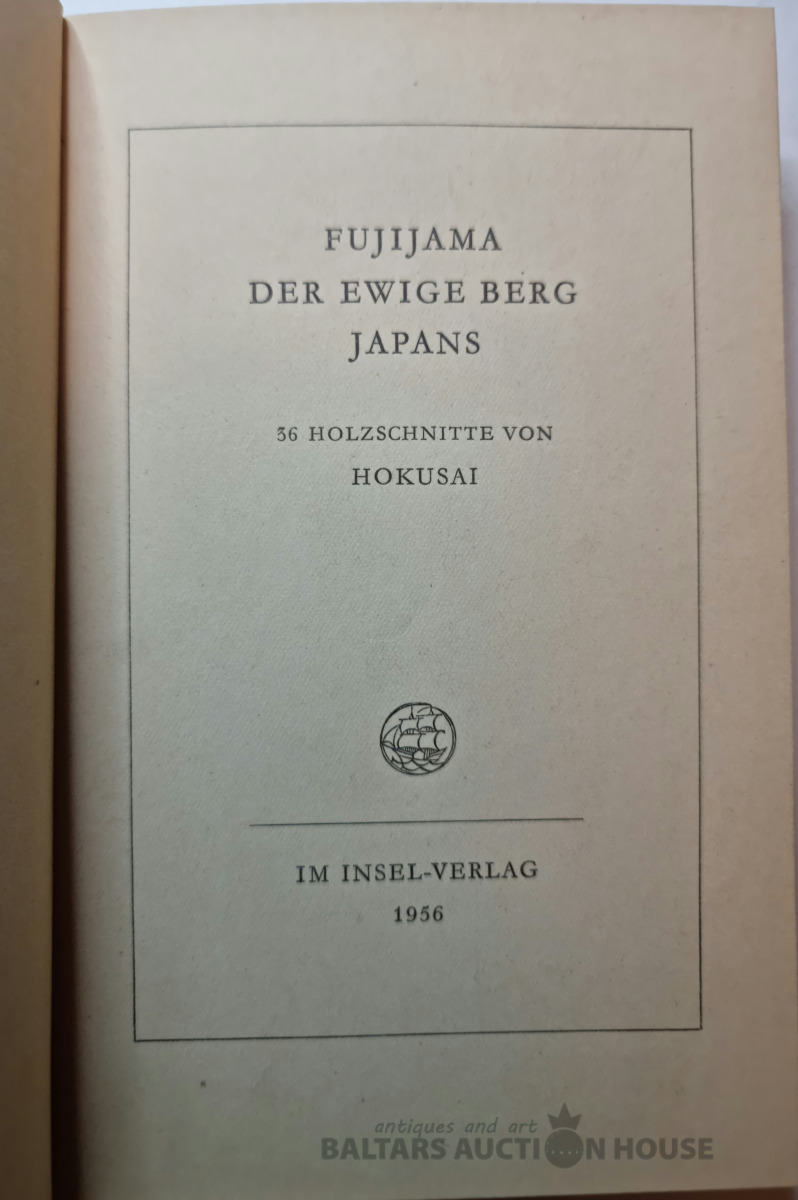 FUJIJAMA
DER EWIGE BERG
JAPANS
36 HOLZSCHNITTE VON
HOKUSAI
IM INSEL-VERLAG
1956
antiques and art
BALTARS AUCTION HOUSE